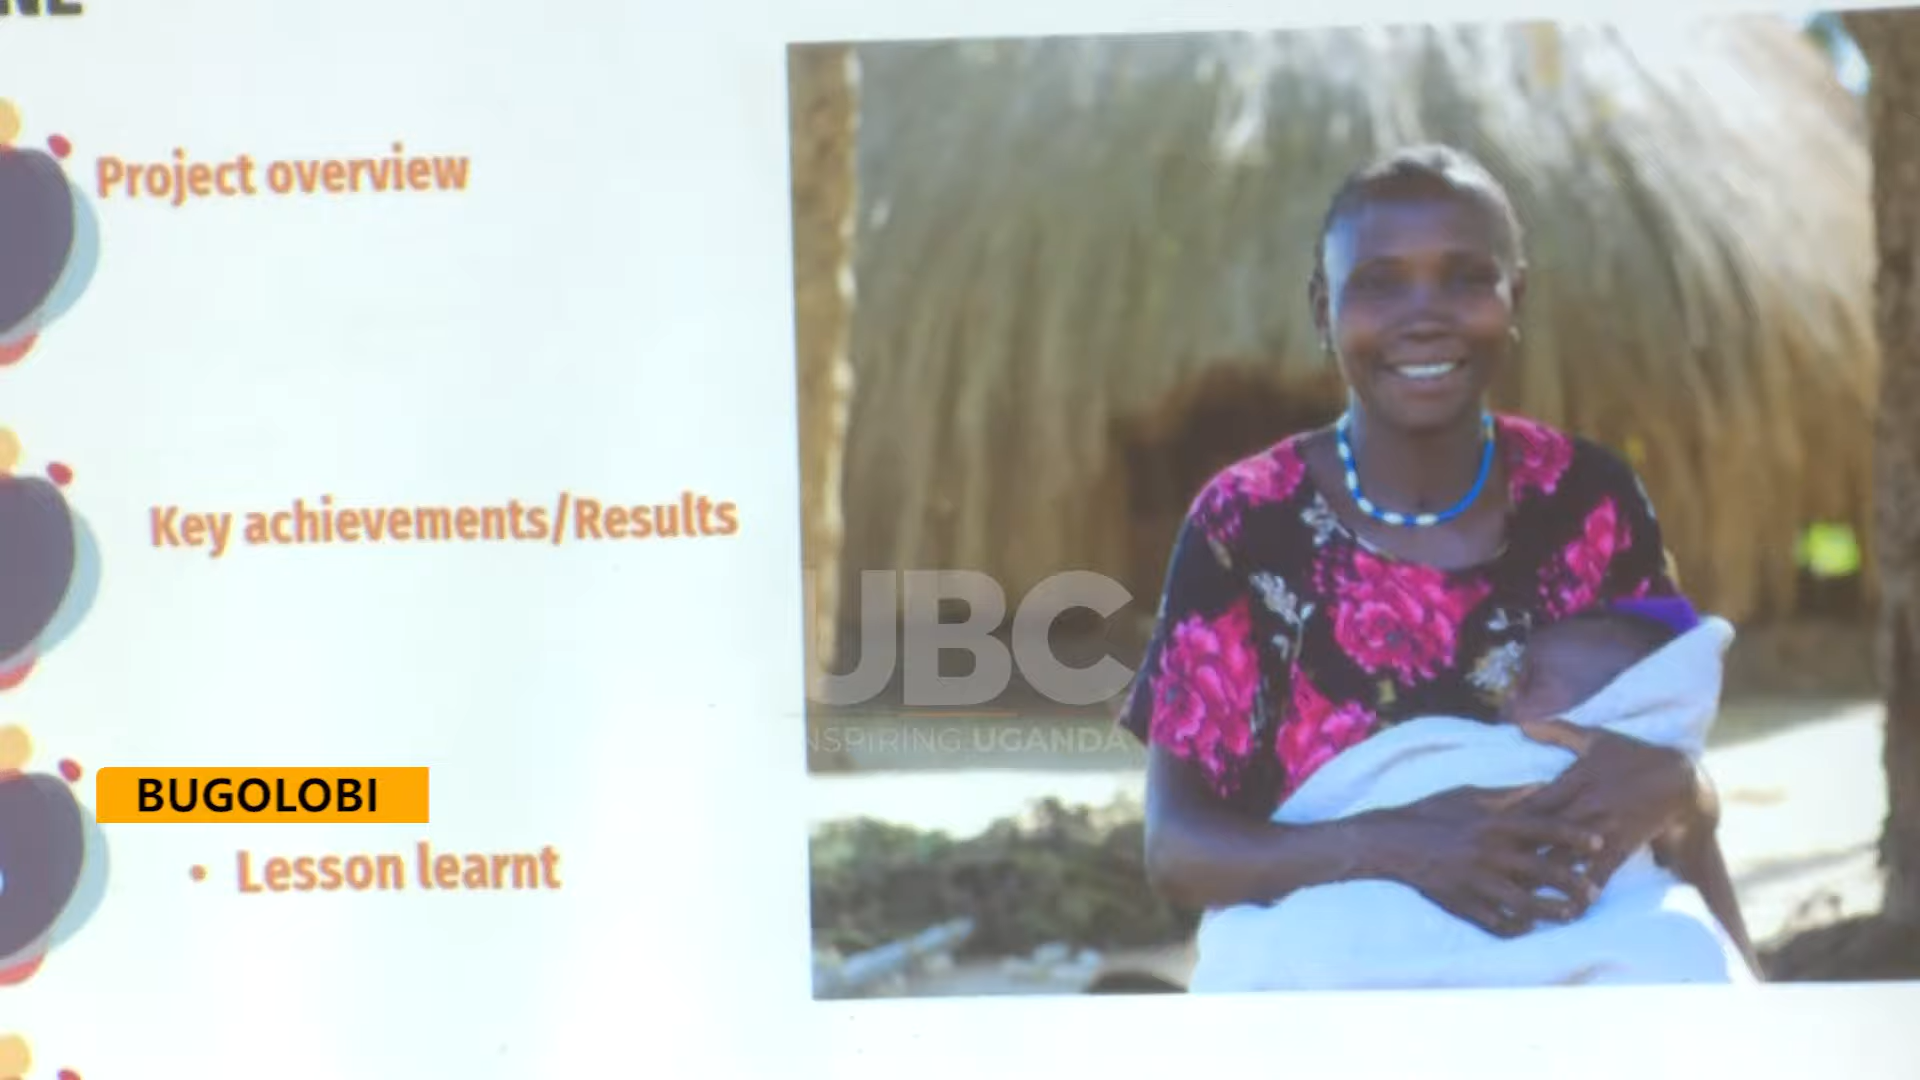 Project overview
Key achievements/Results
UBC
INSPIRING UGANDA
BUGOLOBI
• Lesson learnt